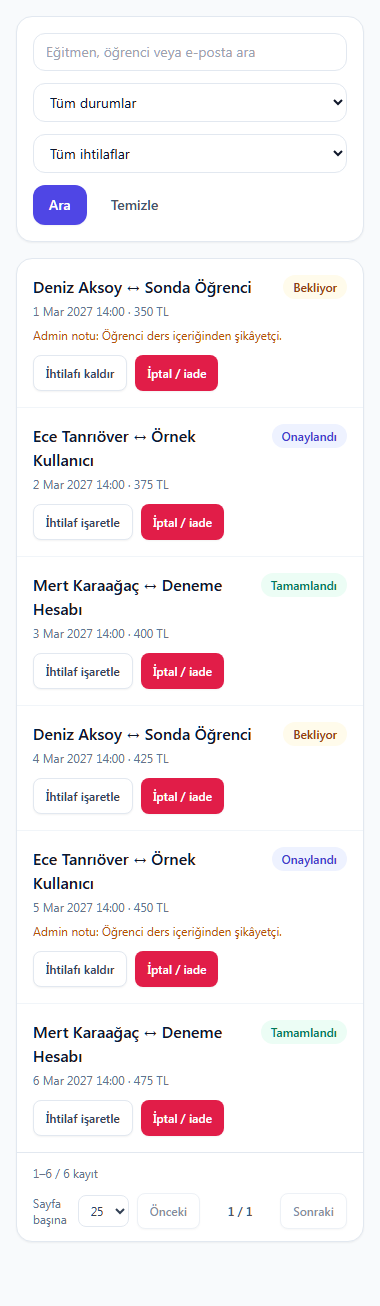 Eğitmen, öğrenci veya e-posta ara
Tüm durumlar
Tüm ihtilaflar
Ara
Temizle
Deniz Aksoy ↔ Sonda Öğrenci
Bekliyor
1 Mar 2027 14:00 · 350 TL
Admin notu: Öğrenci ders içeriğinden şikâyetçi.
İhtilafı kaldır
İptal / iade
Ece Tanrıöver ↔ Örnek
Kullanıcı
Onaylandı
2 Mar 2027 14:00 · 375 TL
İhtilaf işaretle
İptal / iade
Mert Karaağaç ↔ Deneme
Hesabı
Tamamlandı
3 Mar 2027 14:00 · 400 TL
İhtilaf işaretle
İptal / iade
Deniz Aksoy ↔ Sonda Öğrenci
Bekliyor
4 Mar 2027 14:00 · 425 TL
İhtilaf işaretle
İptal / iade
Ece Tanrıöver ↔ Örnek
Kullanıcı
Onaylandı
5 Mar 2027 14:00 · 450 TL
Admin notu: Öğrenci ders içeriğinden şikâyetçi.
İhtilafı kaldır
İptal / iade
Mert Karaağaç ↔ Deneme
Hesabı
Tamamlandı
6 Mar 2027 14:00 · 475 TL
İhtilaf işaretle
İptal / iade
1–6 / 6 kayıt
Sayfa
başına
25
Önceki
1 / 1
Sonraki